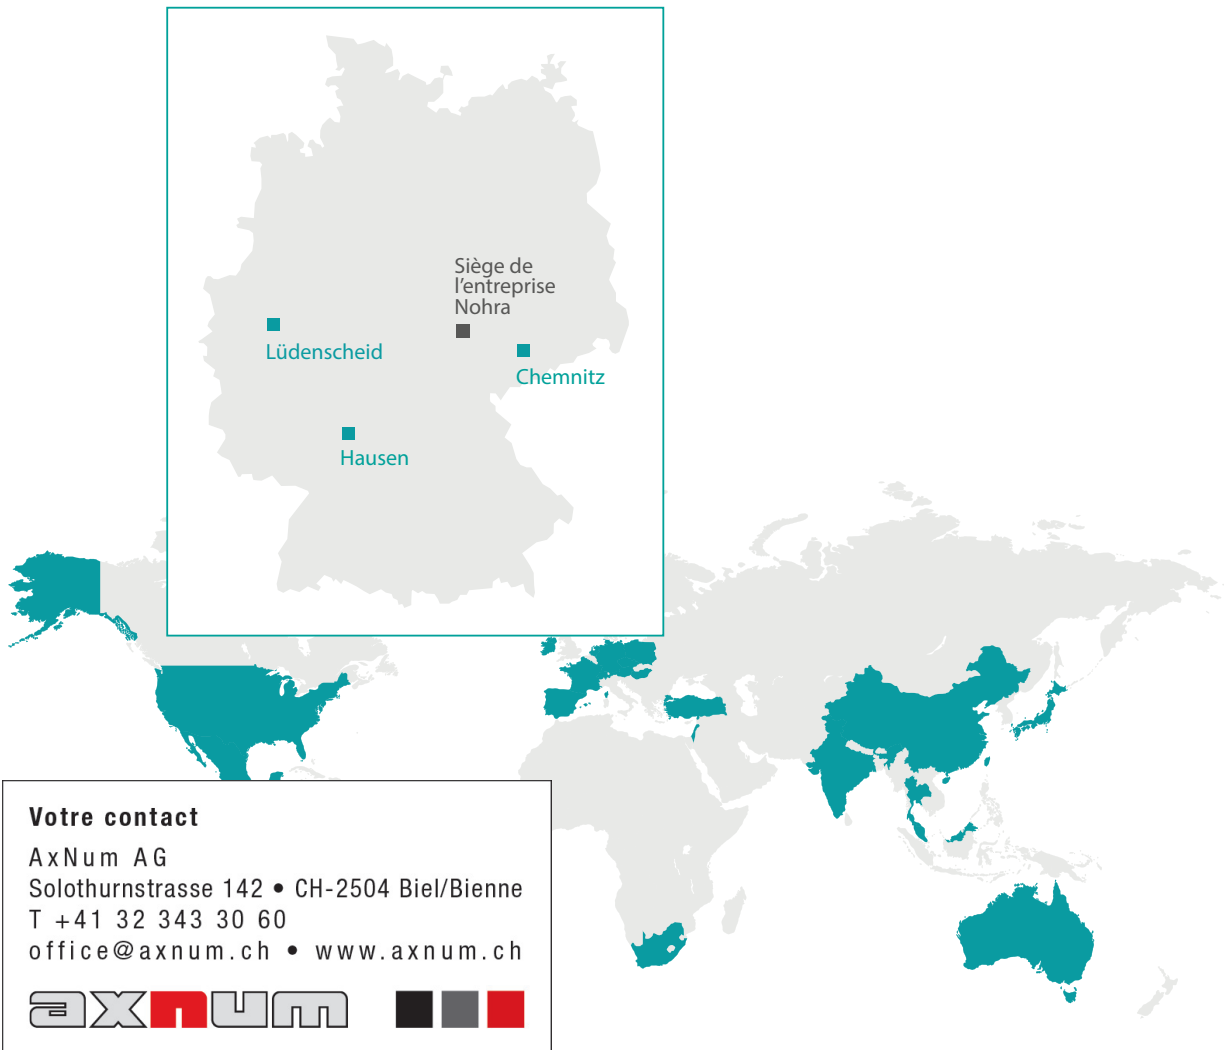 Siège de
l'entreprise
Nohra
Lüdenscheid
Chemnitz
Hausen
Votre contact
AxNum AG
Solothurnstrasse 142 • CH-2504 Biel/Bienne
T +41 32 343 30 60
office@axnum.ch • www.axnum.ch
axnum